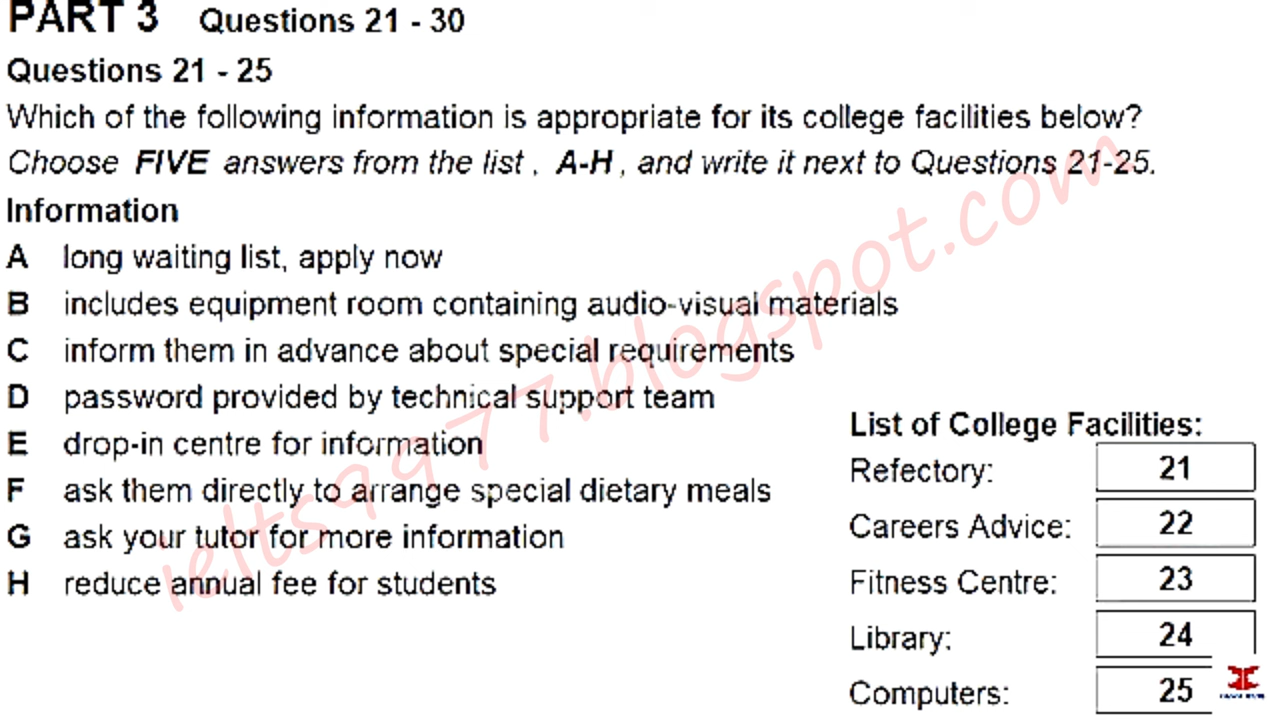 PART 3 Questions 21 - 30
Questions 21 - 25
Which of the following information is appropriate for its college facilities below?
Choose FIVE answers from the list , A-H , and write it next to Questions 21-25.
Information
A long waiting list, apply now
B includes equipment room containing audio-visual materials
C inform them in advance about special requirements
D password provided by technical support team
E drop-in centre for information
F ask them directly to arrange special dietary meals
G ask your tutor for more information
H reduce annual fee for students
List of College Facilities:
Refectory: 21
Careers Advice: 22
Fitness Centre: 23
Library: 24
Computers: 25
ielts9977.blogspot.com